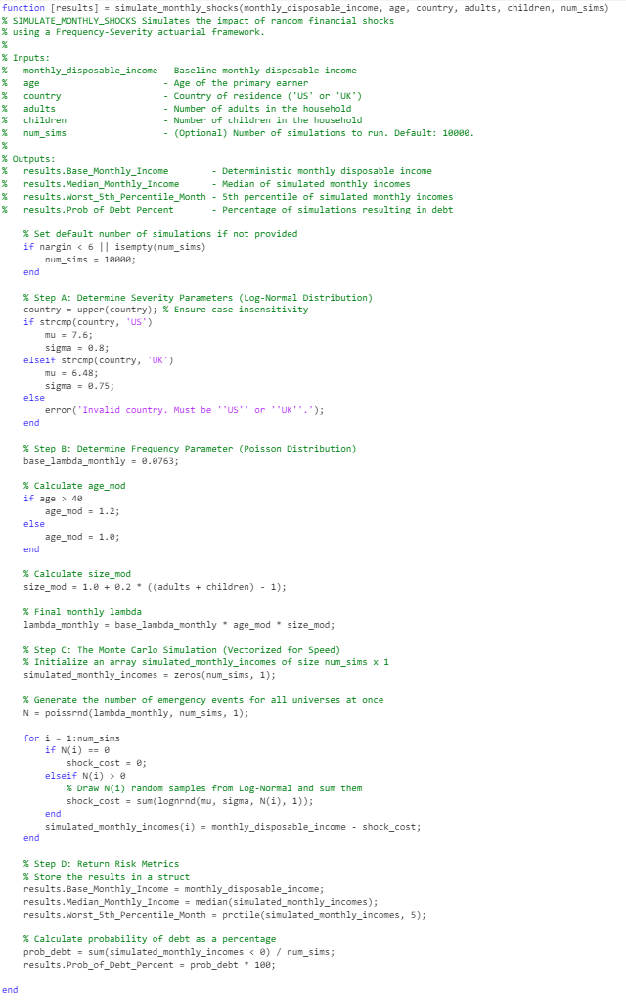 function [results] = simulate_monthly_shocks(monthly_disposable_income, age, country, adults, children, num_sims)
% SIMULATE_MONTHLY_SHOCKS Simulates the impact of random financial shocks
% using a Frequency-Severity actuarial framework.
%
% Inputs:
%   monthly_disposable_income - Baseline monthly disposable income
%   age                       - Age of the primary earner
%   country                   - Country of residence ('US' or 'UK')
%   adults                    - Number of adults in the household
%   children                  - Number of children in the household
%   num_sims                  - (Optional) Number of simulations to run. Default: 10000.
%
% Outputs:
%   results.Base_Monthly_Income        - Deterministic monthly disposable income
%   results.Median_Monthly_Income      - Median of simulated monthly incomes
%   results.Worst_5th_Percentile_Month - 5th percentile of simulated monthly incomes
%   results.Prob_of_Debt_Percent       - Percentage of simulations resulting in debt

    % Set default number of simulations if not provided
    if nargin < 6 || isempty(num_sims)
        num_sims = 10000;
    end

    % Step A: Determine Severity Parameters (Log-Normal Distribution)
    country = upper(country); % Ensure case-insensitivity
    if strcmp(country, 'US')
        mu = 7.6;
        sigma = 0.8;
    elseif strcmp(country, 'UK')
        mu = 6.48;
        sigma = 0.75;
    else
        error('Invalid country. Must be ''US'' or ''UK''.');
    end

    % Step B: Determine Frequency Parameter (Poisson Distribution)
    base_lambda_monthly = 0.0763;

    % Calculate age_mod
    if age > 40
        age_mod = 1.2;
    else
        age_mod = 1.0;
    end

    % Calculate size_mod
    size_mod = 1.0 + 0.2 * ((adults + children) - 1);

    % Final monthly lambda
    lambda_monthly = base_lambda_monthly * age_mod * size_mod;

    % Step C: The Monte Carlo Simulation (Vectorized for Speed)
    % Initialize an array simulated_monthly_incomes of size num_sims x 1
    simulated_monthly_incomes = zeros(num_sims, 1);

    % Generate the number of emergency events for all universes at once
    N = poissrnd(lambda_monthly, num_sims, 1);

    for i = 1:num_sims
        if N(i) == 0
            shock_cost = 0;
        elseif N(i) > 0
            % Draw N(i) random samples from Log-Normal and sum them
            shock_cost = sum(lognrnd(mu, sigma, N(i), 1));
        end
        simulated_monthly_incomes(i) = monthly_disposable_income - shock_cost;
    end

    % Step D: Return Risk Metrics
    % Store the results in a struct
    results.Base_Monthly_Income = monthly_disposable_income;
    results.Median_Monthly_Income = median(simulated_monthly_incomes);
    results.Worst_5th_Percentile_Month = prctile(simulated_monthly_incomes, 5);

    % Calculate probability of debt as a percentage
    prob_debt = sum(simulated_monthly_incomes < 0) / num_sims;
    results.Prob_of_Debt_Percent = prob_debt * 100;

end